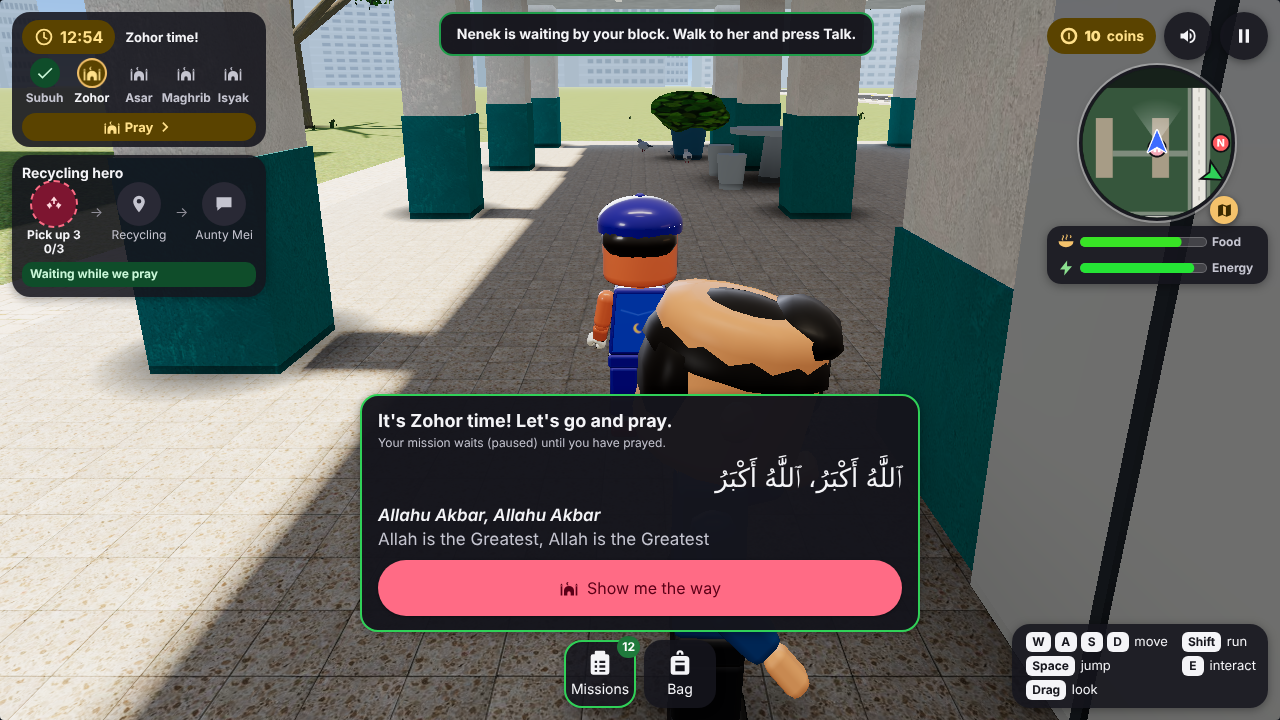 12:54
Zohor time!
Subuh
Zohor
Asar
Maghrib
Isyak
Pray
Recycling hero
Pick up 3
0/3
Recycling
Aunty Mei
Waiting while we pray
Nenek is waiting by your block. Walk to her and press Talk.
10 coins
N
Food
Energy
It's Zohor time! Let's go and pray.
Your mission waits (paused) until you have prayed.
ٱللَّهُ أَكْبَرُ، ٱللَّهُ أَكْبَرُ
Allahu Akbar, Allahu Akbar
Allah is the Greatest, Allah is the Greatest
Show me the way
12
Missions
Bag
W A S D move Shift run
Space jump E interact
Drag look